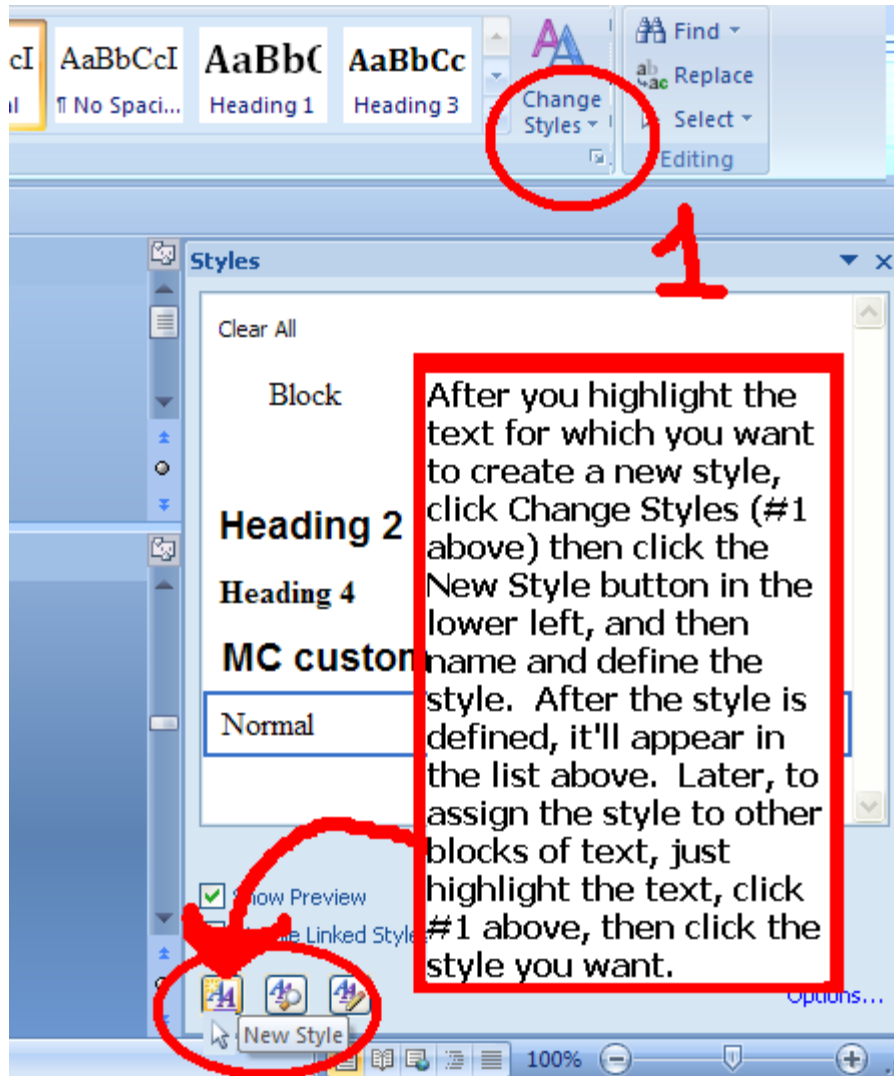 cI AaBbCcI AaBb( AaBbCc
al ¶ No Spaci... Heading 1 Heading 3
Change
Styles
Find
Replace
Select
Editing
1
Styles
Clear All
Block
Heading 2
Heading 4
MC custom
Normal
After you highlight the
text for which you want
to create a new style,
click Change Styles (#1
above) then click the
New Style button in the
lower left, and then
name and define the
style. After the style is
defined, it'll appear in
the list above. Later, to
assign the style to other
blocks of text, just
highlight the text, click
#1 above, then click the
style you want.
Show Preview
Linked Style
Options...
New Style
100%